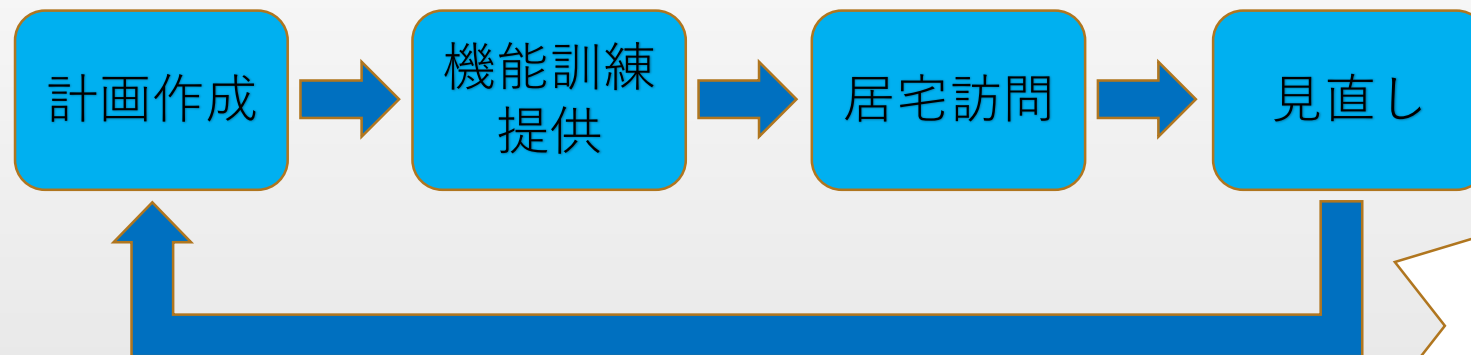 計画作成
機能訓練
提供
居宅訪問
見直し